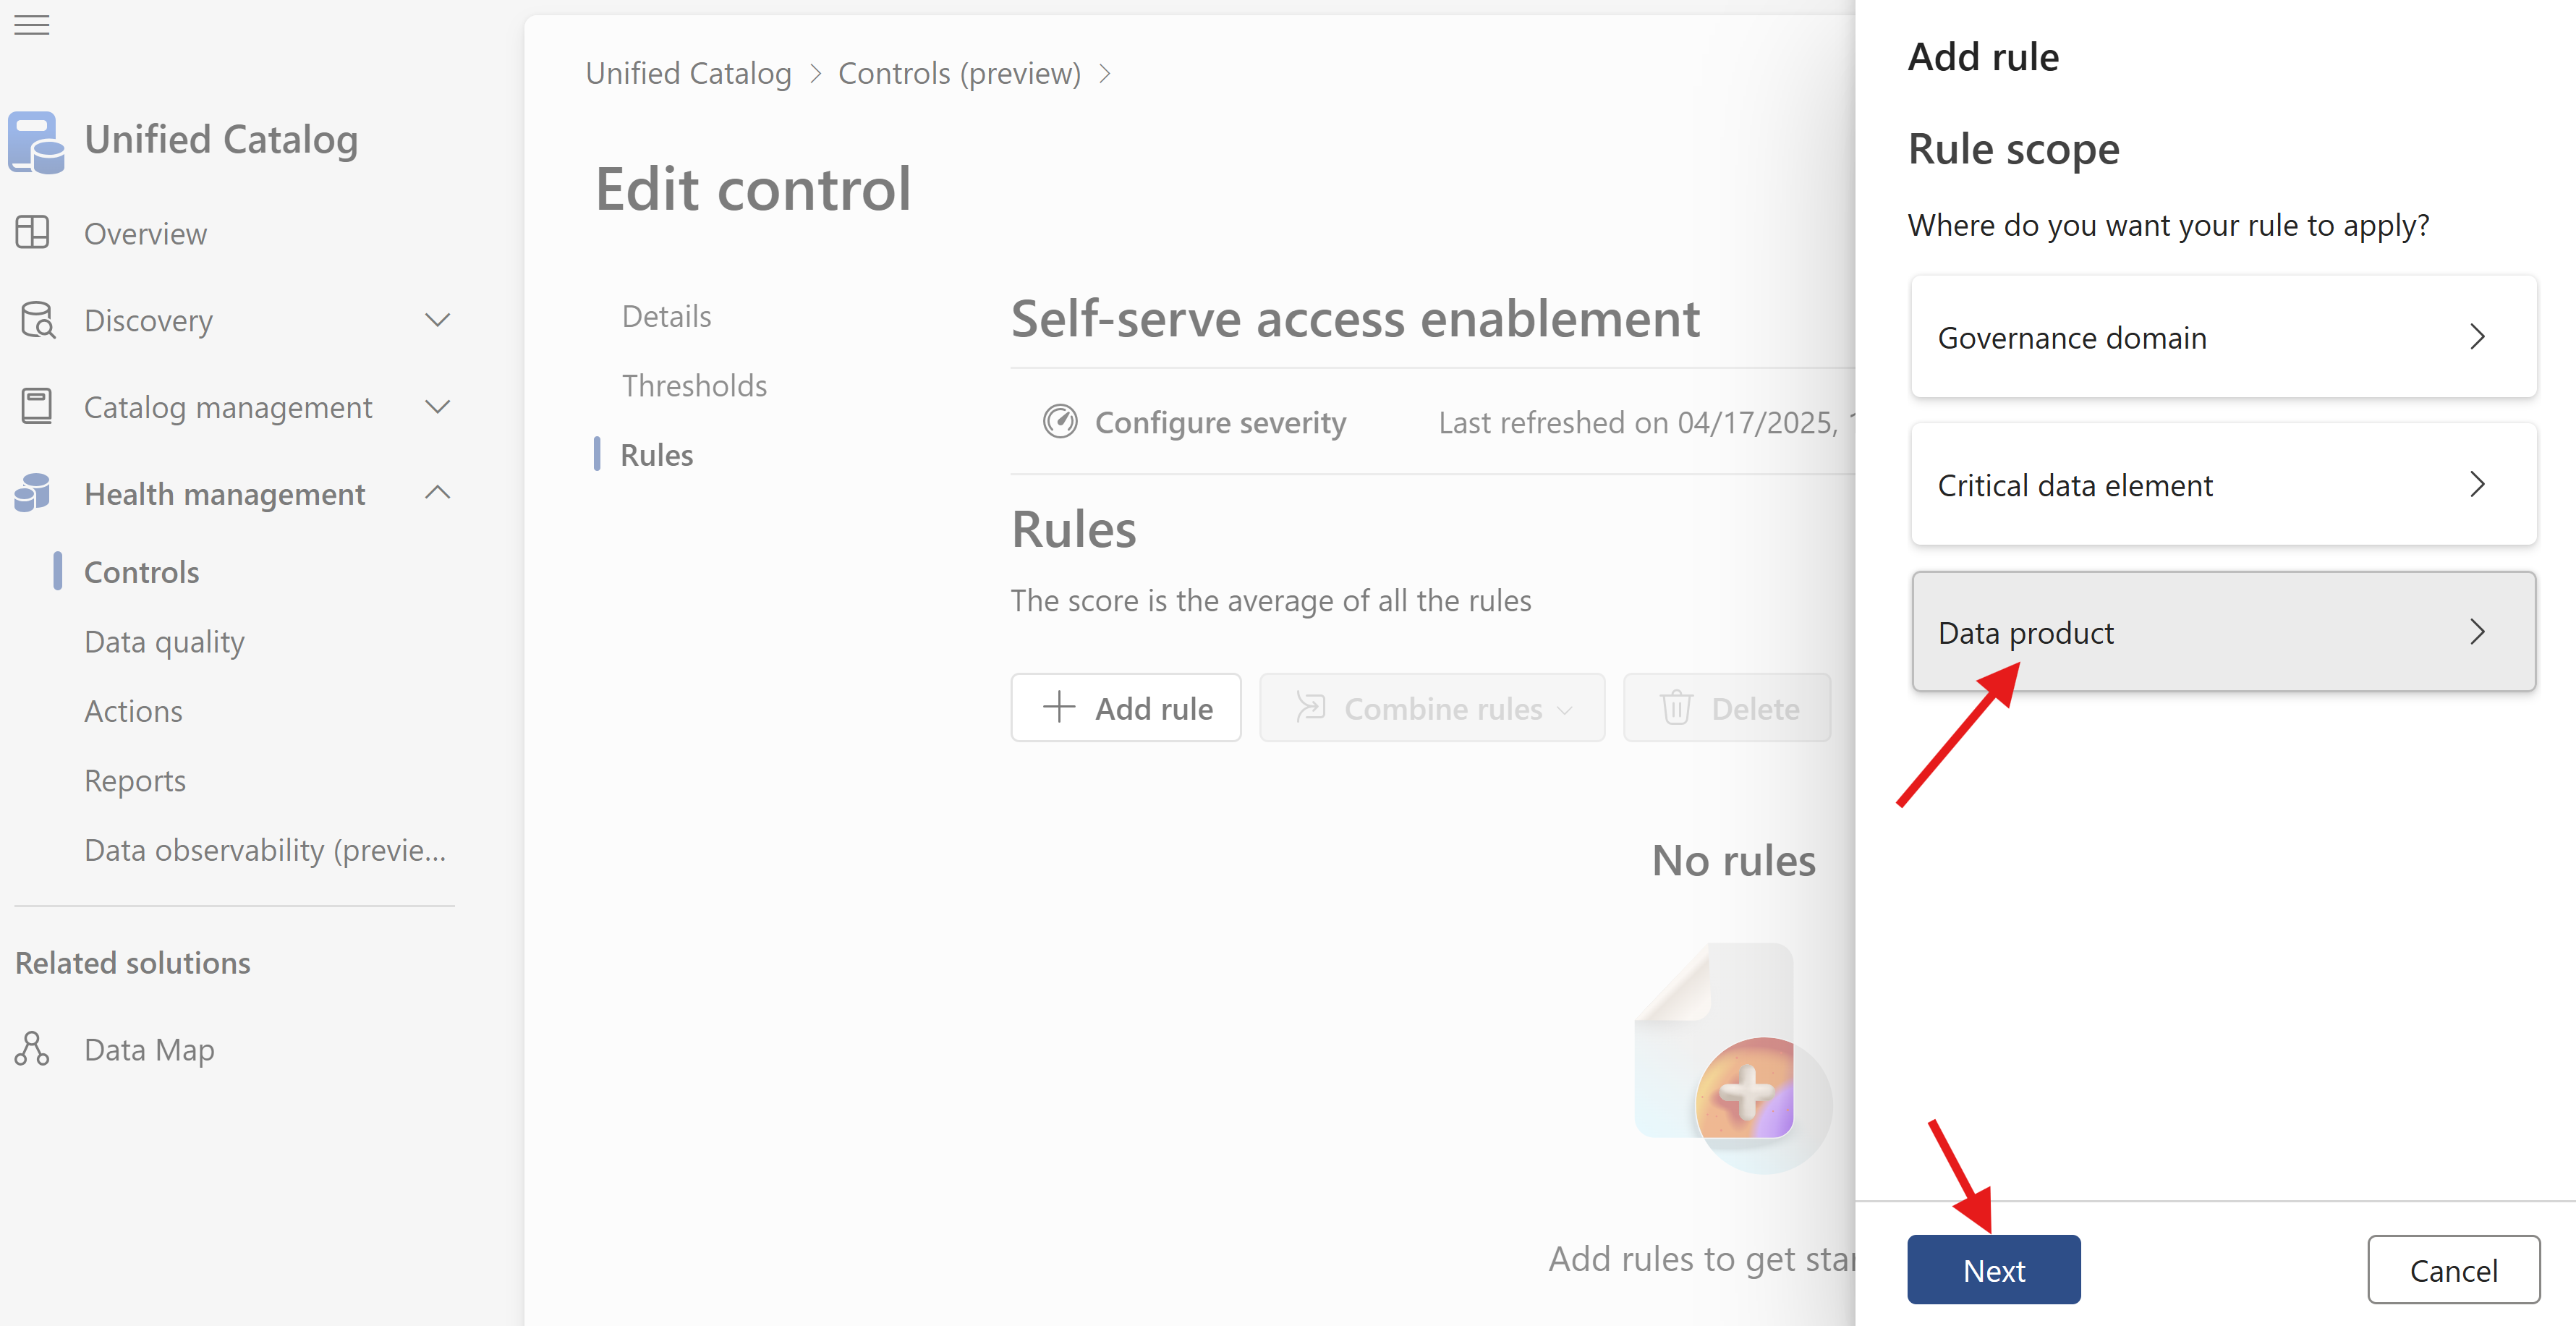 Unified Catalog
Overview
Discovery
Catalog management
Health management
Controls
Data quality
Actions
Reports
Data observability (previe...
Related solutions
Data Map
Unified Catalog > Controls (preview) >
Edit control
Details
Thresholds
Rules
Self-serve access enablement
Configure severity Last refreshed on 04/17/2025,
Rules
The score is the average of all the rules
Add rule Combine rules Delete
No rules
Add rules to get star
Add rule
Rule scope
Where do you want your rule to apply?
Governance domain
Critical data element
Data product
Next Cancel